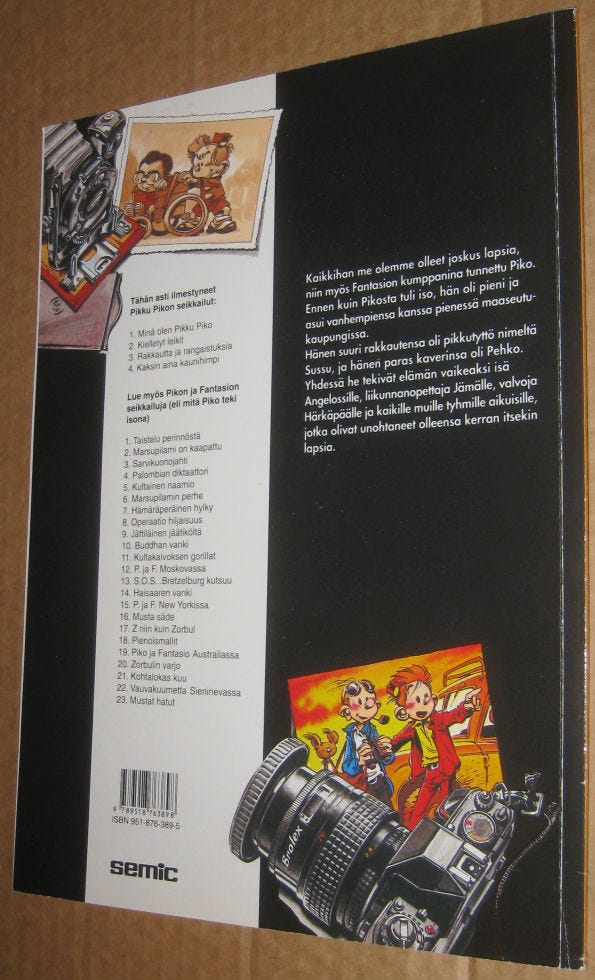 Tähän asti ilmestyneet
Pikku Pikon seikkailut:
1. Minä olen Pikku Piko
2. Kielletyt leikit
3. Rakkautta ja rangaistuksia
4. Kaksin aina kaunihimpi
Lue myös Pikon ja Fantasion
seikkailuja (eli mitä Piko teki
isona)
1. Taistelu perinnöstä
2. Marsupilami on kaapattu
3. Sarvikuonojahti
4. Palombian diktaattori
5. Kultainen naamio
6. Marsupilamin perhe
7. Hämäräperäinen hylky
8. Operaatio hiljaisuus
9. Jättiläinen jäätiköltä
10. Buddhan vanki
11. Kultakaivoksen gorillat
12. P. ja F. Moskovassa
13. S.O.S...Bretzelburg kutsuu
14. Haisaaren vanki
15. P. ja F. New Yorkissa
16. Musta säde
17. Z niin kuin Zorbul
18. Pienoismallit
19. Piko ja Fantasio Australiassa
20. Zorbulin varjo
21. Kohtalokas kuu
22. Vauvakuumetta Sieninevassa
23. Mustat hatut
9 789518 763898
ISBN 951-876-389-5
semic
Kaikkihan me olemme olleet joskus lapsia,
niin myös Fantasion kumppanina tunnettu Piko.
Ennen kuin Pikosta tuli iso, hän oli pieni ja
asui vanhempiensa kanssa pienessä maaseutu-
kaupungissa.
Hänen suuri rakkautensa oli pikkutyttö nimeltä
Sussu, ja hänen paras kaverinsa oli Pehko.
Yhdessä he tekivät elämän vaikeaksi isä
Angelossille, liikunnanopettaja Jämälle, valvoja
Härkäpäälle ja kaikille muille tyhmille aikuisille,
jotka olivat unohtaneet olleensa kerran itsekin
lapsia.
Brolex